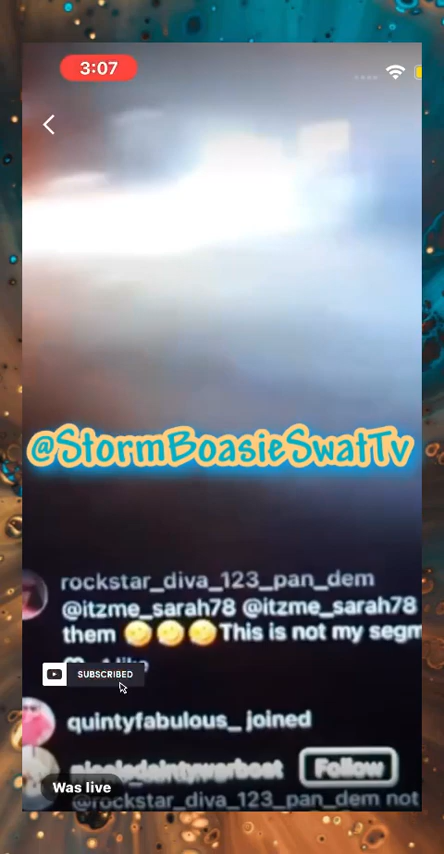 3:07
@StormBoasieSwatTv
rockstar_diva_123_pan_dem
@itzme_sarah78 @itzme_sarah78
them 🤔🤔🤔This is not my segm
SUBSCRIBED
quintyfabulous_ joined
Follow
Was live
@rockstar_diva_123_pan_dem not